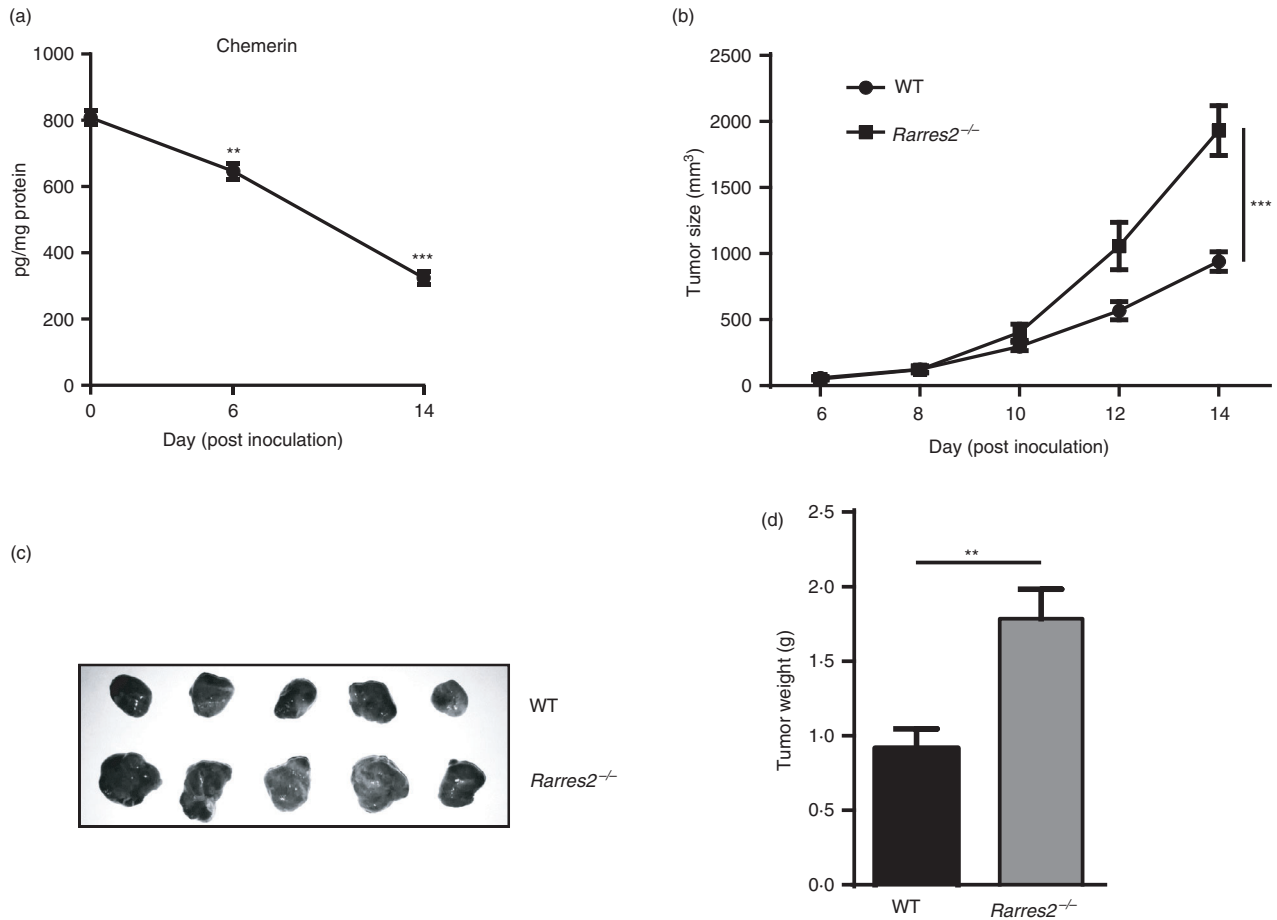 (a)
Chemerin
1000
800
600
400
200
0
pg/mg protein
**
***
0 6 14
Day (post inoculation)
(b)
2500
2000
1500
1000
500
0
Tumor size (mm³)
WT
Rarres2⁻/⁻
***
6 8 10 12 14
Day (post inoculation)
(c)
WT
Rarres2⁻/⁻
(d)
2·5
2·0
1·5
1·0
0·5
0·0
Tumor weight (g)
**
WT Rarres2⁻/⁻